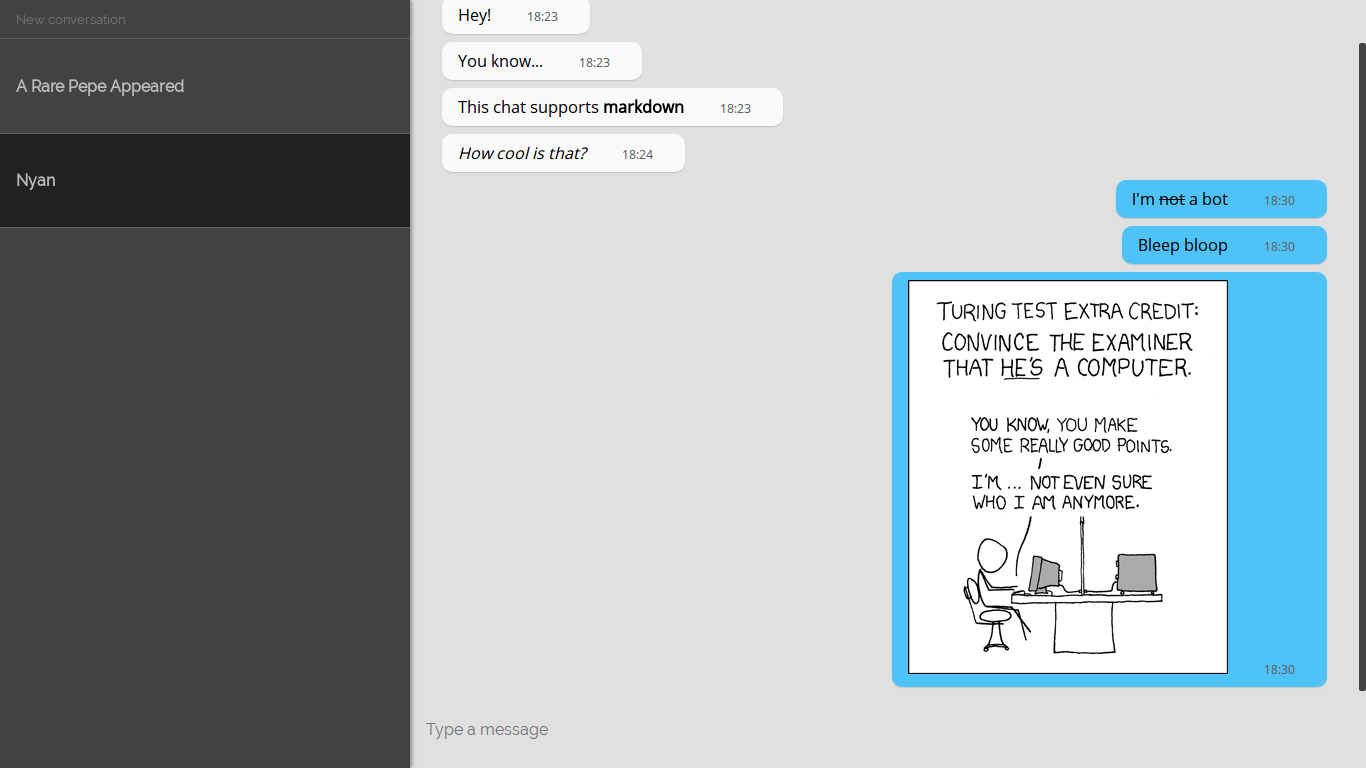 New conversation
A Rare Pepe Appeared
Nyan
Hey! 18:23
You know... 18:23
This chat supports markdown 18:23
How cool is that? 18:24
I'm not a bot 18:30
Bleep bloop 18:30
TURING TEST EXTRA CREDIT:
CONVINCE THE EXAMINER
THAT HE'S A COMPUTER.
YOU KNOW, YOU MAKE
SOME REALLY GOOD POINTS.
I'M ... NOT EVEN SURE
WHO I AM ANYMORE.
18:30
Type a message